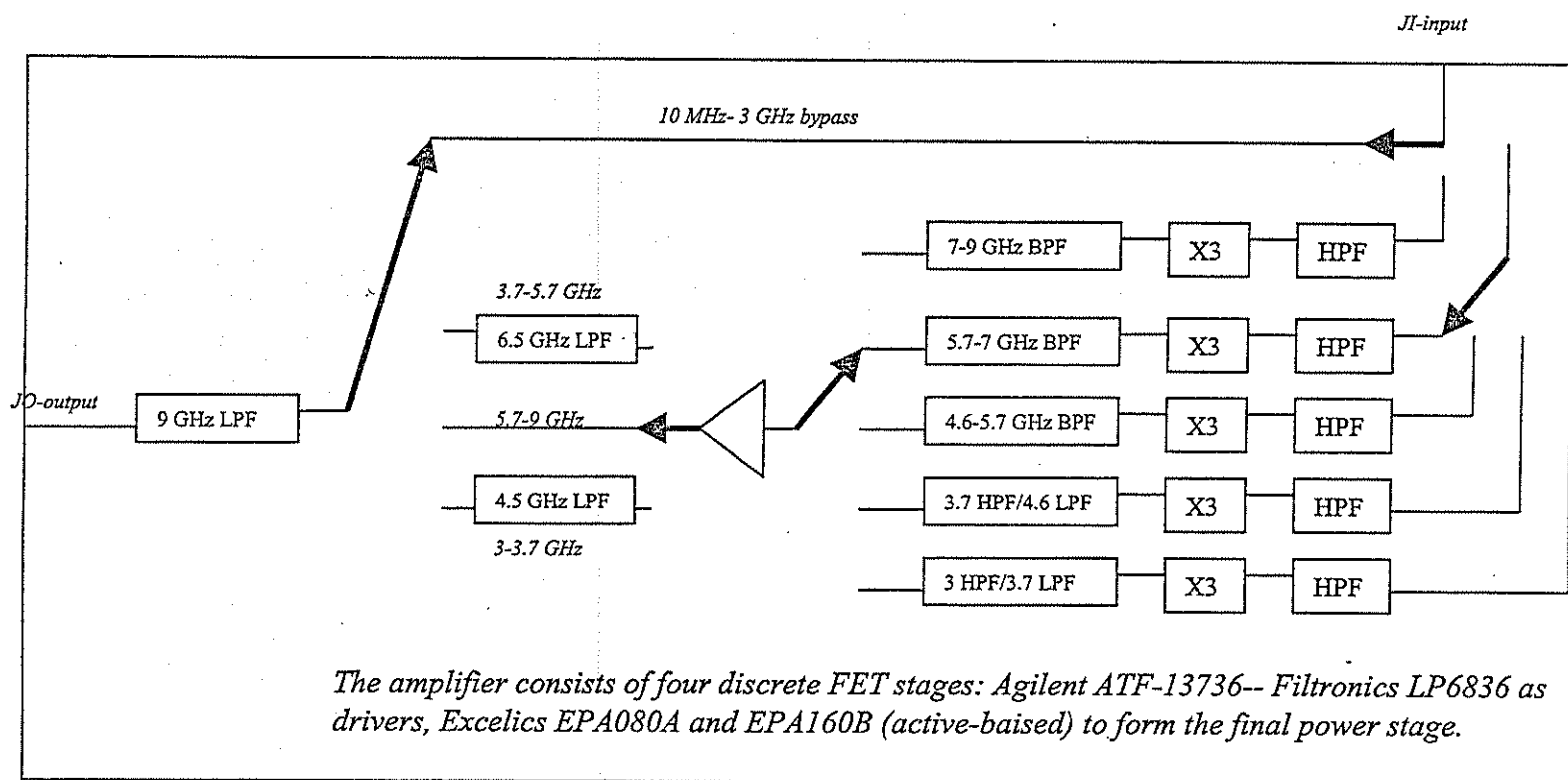 JI-input
10 MHz- 3 GHz bypass
7-9 GHz BPF
X3
HPF
3.7-5.7 GHz
6.5 GHz LPF
5.7-7 GHz BPF
X3
HPF
JO-output
9 GHz LPF
5.7-9 GHz
4.6-5.7 GHz BPF
X3
HPF
4.5 GHz LPF
3.7 HPF/4.6 LPF
X3
HPF
3-3.7 GHz
3 HPF/3.7 LPF
X3
HPF
The amplifier consists of four discrete FET stages: Agilent ATF-13736-- Filtronics LP6836 as
drivers, Excelics EPA080A and EPA160B (active-baised) to form the final power stage.